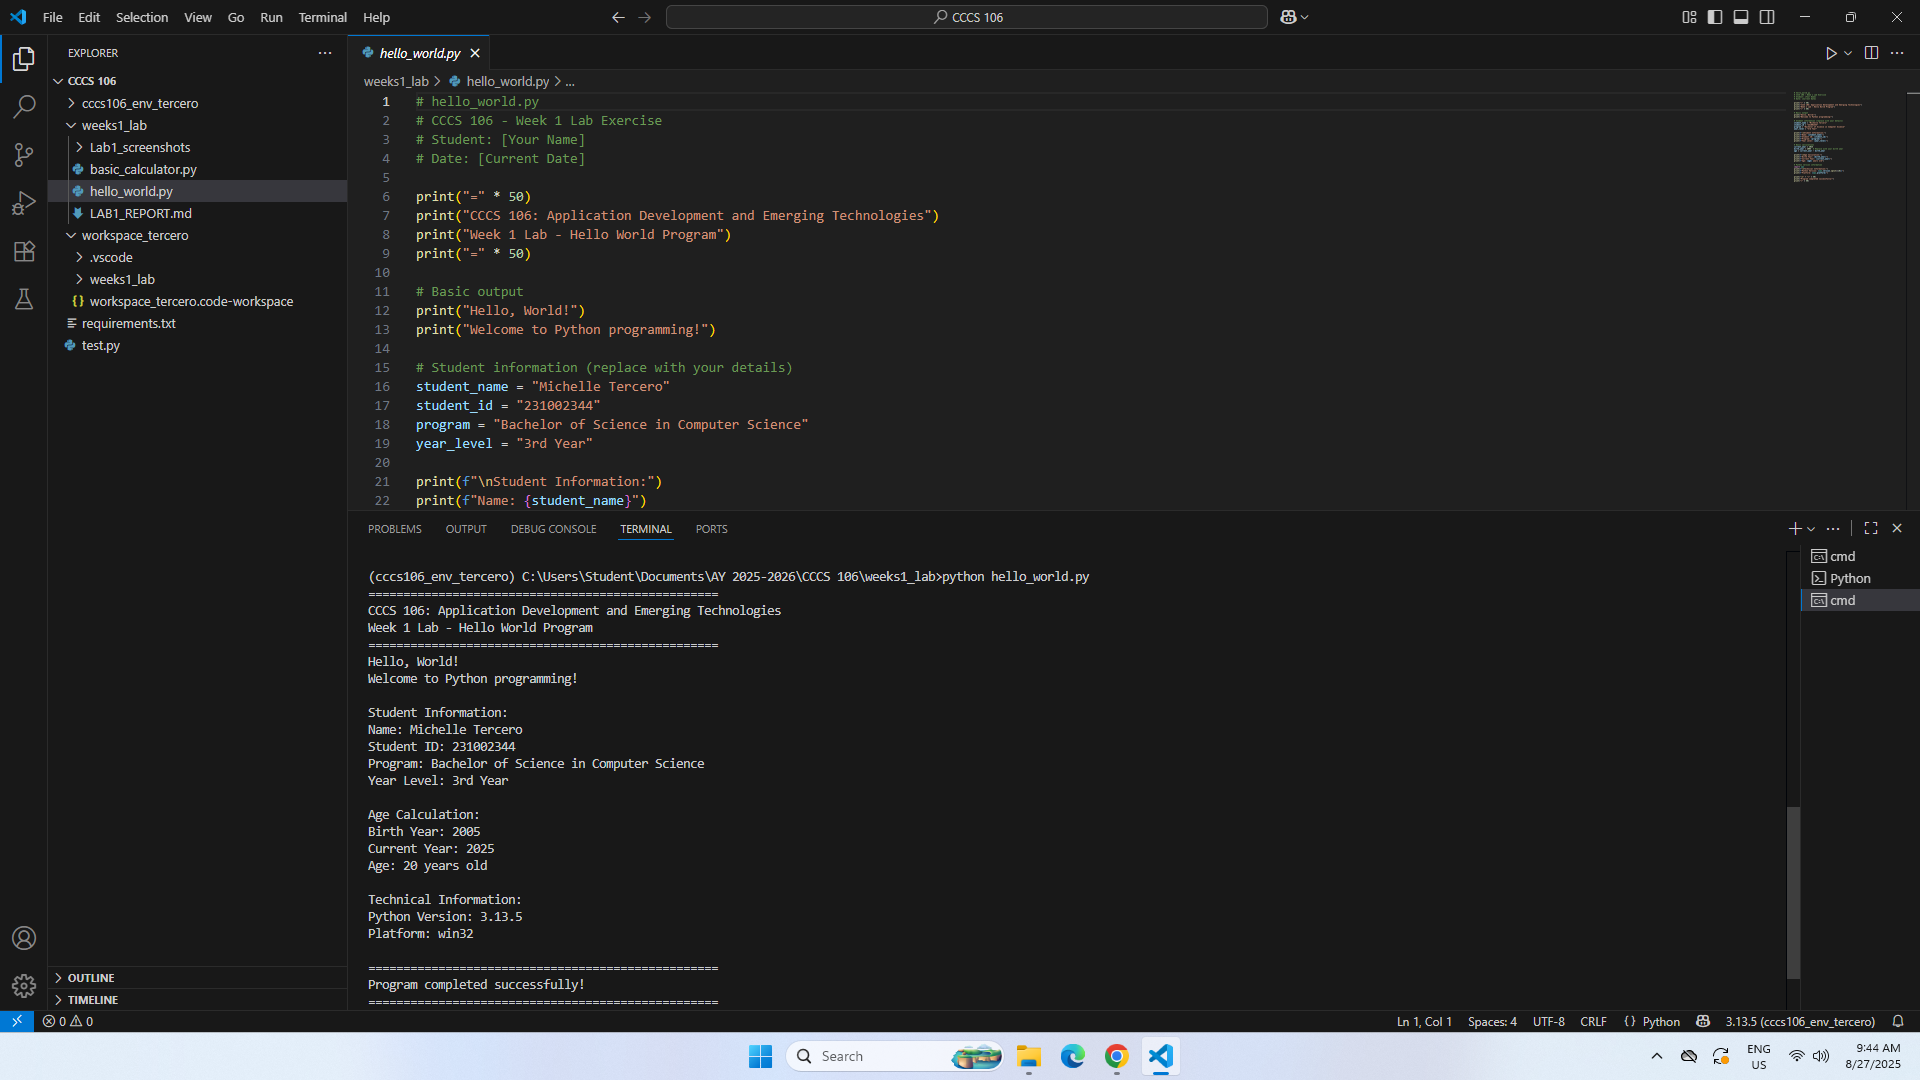 File Edit Selection View Go Run Terminal Help
CCCS 106
EXPLORER
CCCS 106
cccs106_env_tercero
weeks1_lab
Lab1_screenshots
basic_calculator.py
hello_world.py
LAB1_REPORT.md
workspace_tercero
.vscode
weeks1_lab
workspace_tercero.code-workspace
requirements.txt
test.py
OUTLINE
TIMELINE
hello_world.py
weeks1_lab > hello_world.py > ...
1 # hello_world.py
2 # CCCS 106 - Week 1 Lab Exercise
3 # Student: [Your Name]
4 # Date: [Current Date]
5
6 print("=" * 50)
7 print("CCCS 106: Application Development and Emerging Technologies")
8 print("Week 1 Lab - Hello World Program")
9 print("=" * 50)
10
11 # Basic output
12 print("Hello, World!")
13 print("Welcome to Python programming!")
14
15 # Student information (replace with your details)
16 student_name = "Michelle Tercero"
17 student_id = "231002344"
18 program = "Bachelor of Science in Computer Science"
19 year_level = "3rd Year"
20
21 print(f"\nStudent Information:")
22 print(f"Name: {student_name}")
PROBLEMS OUTPUT DEBUG CONSOLE TERMINAL PORTS
(cccs106_env_tercero) C:\Users\Student\Documents\AY 2025-2026\CCCS 106\weeks1_lab>python hello_world.py
==================================================
CCCS 106: Application Development and Emerging Technologies
Week 1 Lab - Hello World Program
==================================================
Hello, World!
Welcome to Python programming!
Student Information:
Name: Michelle Tercero
Student ID: 231002344
Program: Bachelor of Science in Computer Science
Year Level: 3rd Year
Age Calculation:
Birth Year: 2005
Current Year: 2025
Age: 20 years old
Technical Information:
Python Version: 3.13.5
Platform: win32
==================================================
Program completed successfully!
==================================================
cmd
Python
cmd
0 0
Ln 1, Col 1 Spaces: 4 UTF-8 CRLF {} Python 3.13.5 (cccs106_env_tercero)
Search
ENG
US
9:44 AM
8/27/2025